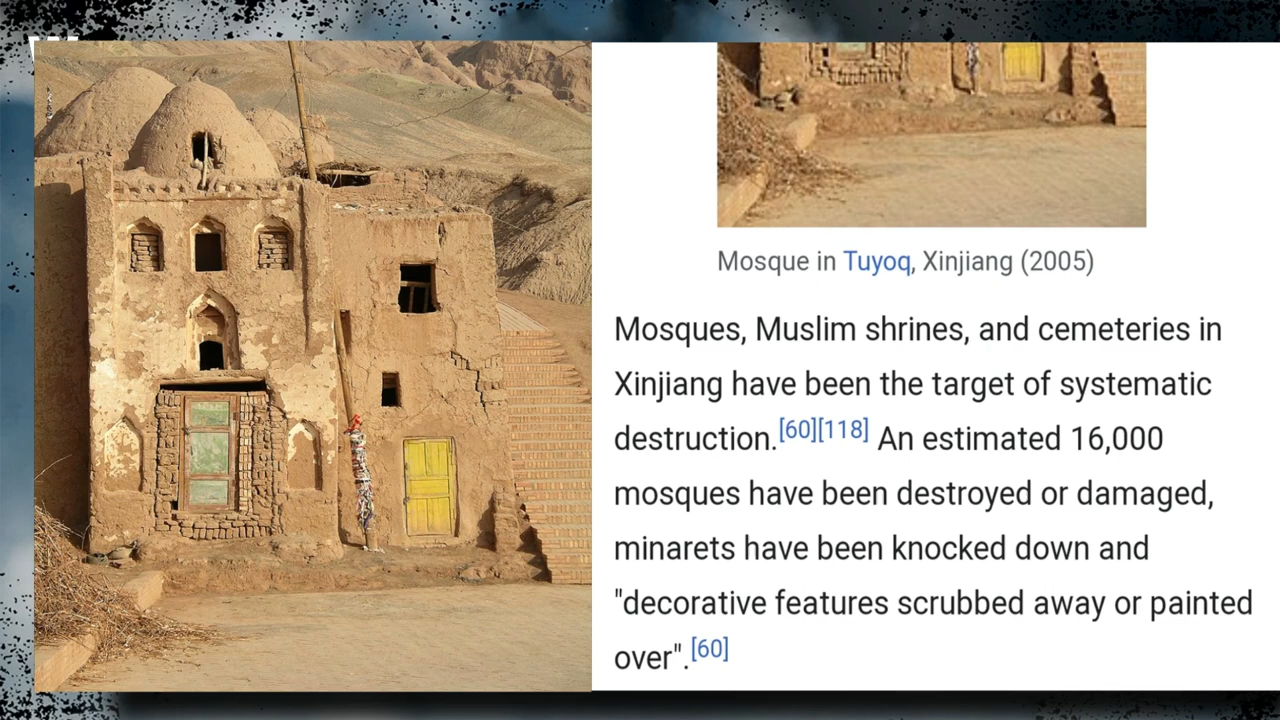 Mosque in Tuyoq, Xinjiang (2005)
Mosques, Muslim shrines, and cemeteries in
Xinjiang have been the target of systematic
destruction.[60][118] An estimated 16,000
mosques have been destroyed or damaged,
minarets have been knocked down and
"decorative features scrubbed away or painted
over".[60]